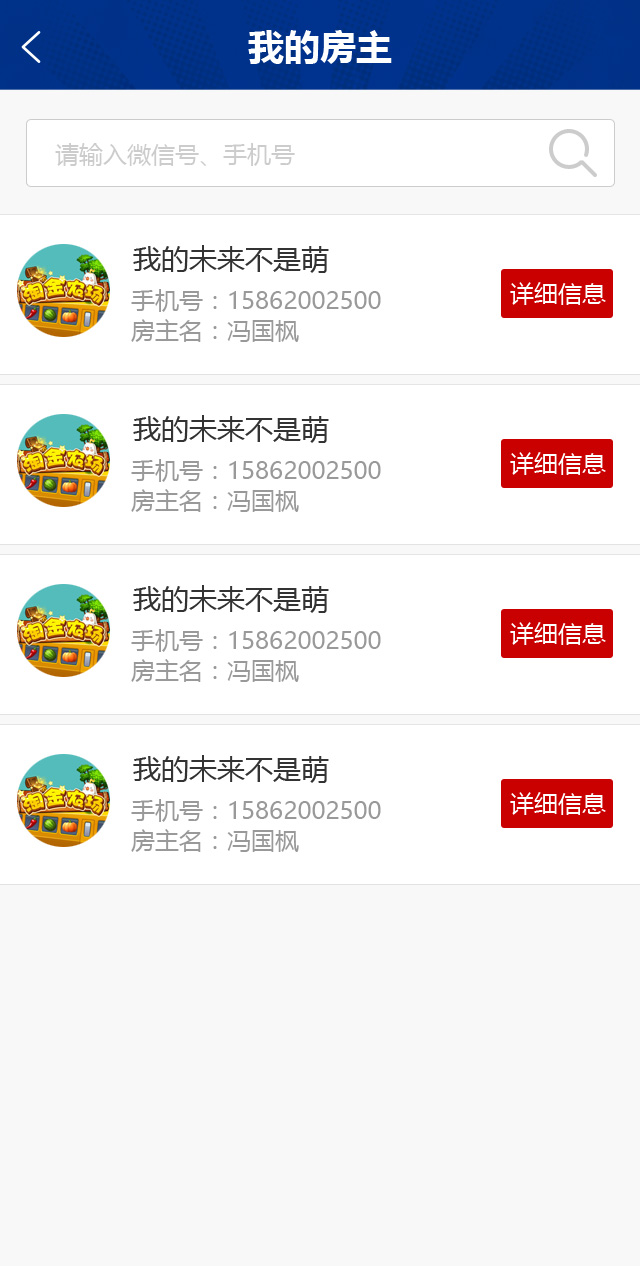 我的房主
请输入微信号、手机号
我的未来不是萌
淘金农场
手机号：15862002500
房主名：冯国枫
详细信息
我的未来不是萌
淘金农场
手机号：15862002500
房主名：冯国枫
详细信息
我的未来不是萌
淘金农场
手机号：15862002500
房主名：冯国枫
详细信息
我的未来不是萌
淘金农场
手机号：15862002500
房主名：冯国枫
详细信息